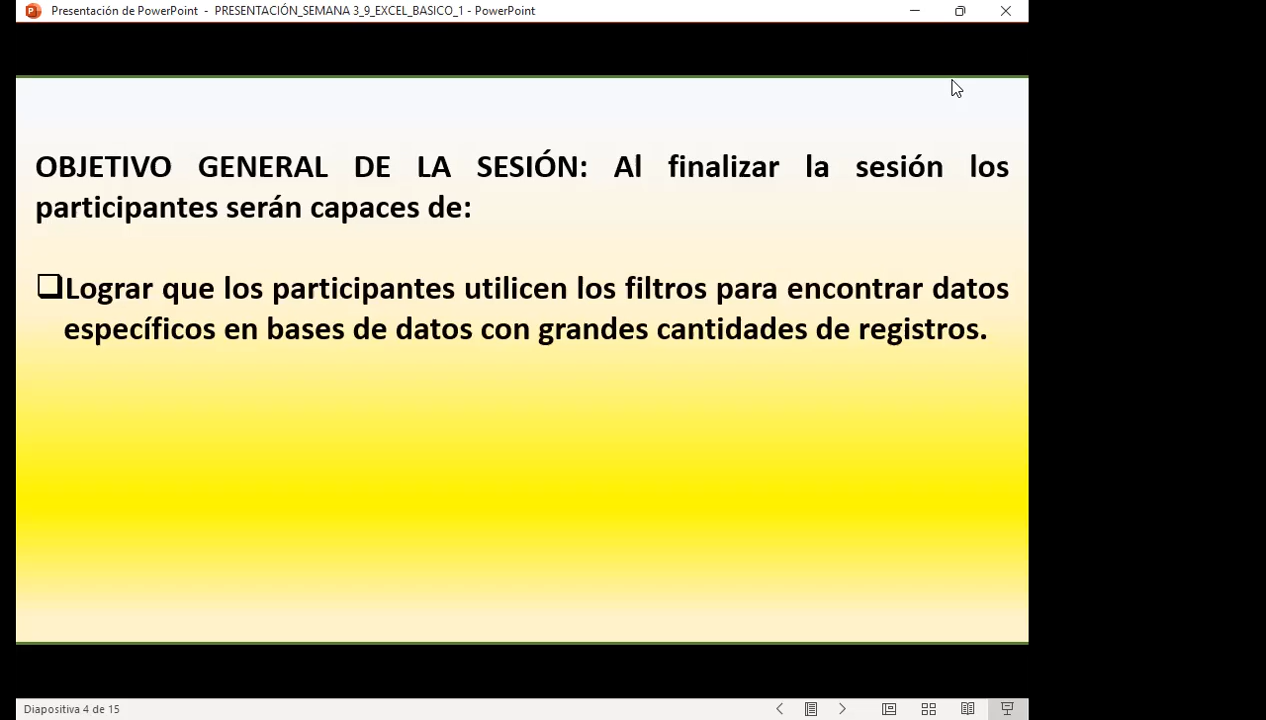 Presentación de PowerPoint - PRESENTACIÓN_SEMANA 3_9_EXCEL_BASICO_1 - PowerPoint
OBJETIVO GENERAL DE LA SESIÓN: Al finalizar la sesión los
participantes serán capaces de:
Lograr que los participantes utilicen los filtros para encontrar datos
específicos en bases de datos con grandes cantidades de registros.
Diapositiva 4 de 15